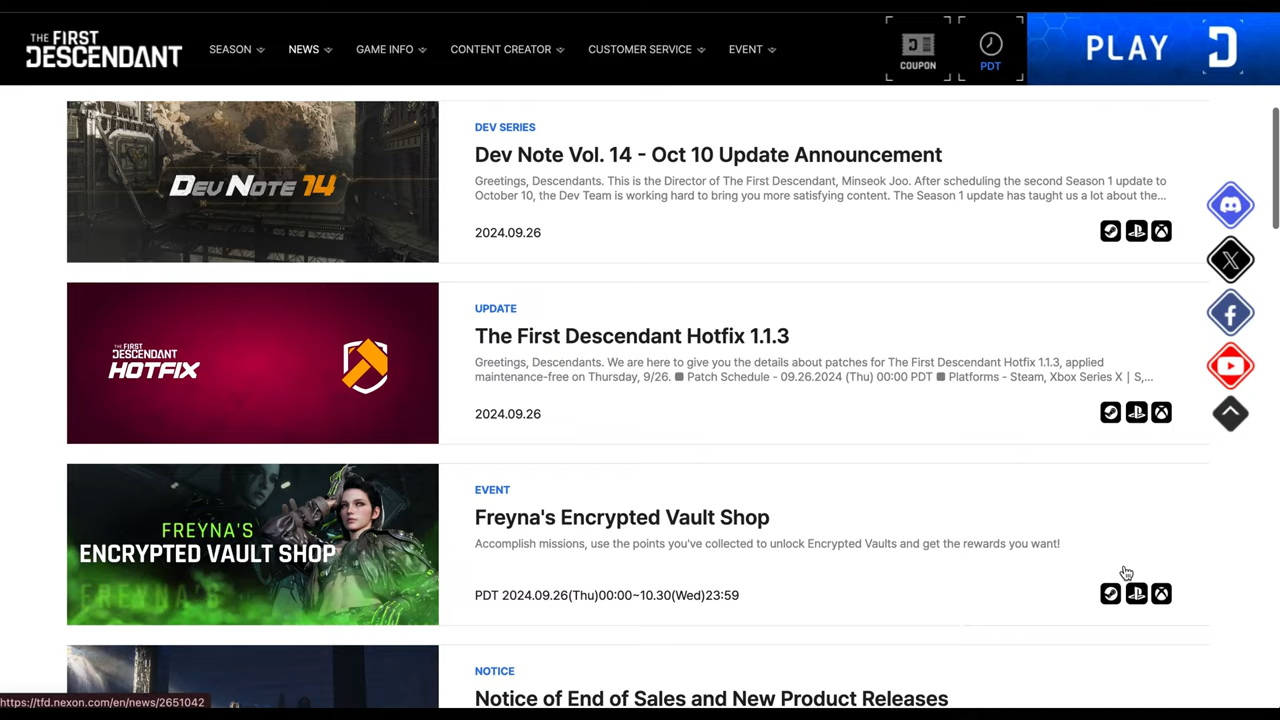 THE FIRST
DESCENDANT
SEASON
NEWS
GAME INFO
CONTENT CREATOR
CUSTOMER SERVICE
EVENT
COUPON
PDT
PLAY
DEV NOTE 14
DEV SERIES
Dev Note Vol. 14 - Oct 10 Update Announcement
Greetings, Descendants. This is the Director of The First Descendant, Minseok Joo. After scheduling the second Season 1 update to
October 10, the Dev Team is working hard to bring you more satisfying content. The Season 1 update has taught us a lot about the...
2024.09.26
THE FIRST
DESCENDANT
HOTFIX
UPDATE
The First Descendant Hotfix 1.1.3
Greetings, Descendants. We are here to give you the details about patches for The First Descendant Hotfix 1.1.3, applied
maintenance-free on Thursday, 9/26. ■ Patch Schedule - 09.26.2024 (Thu) 00:00 PDT ■ Platforms - Steam, Xbox Series X | S,...
2024.09.26
FREYNA'S
ENCRYPTED VAULT SHOP
FREYNA'S
EVENT
Freyna's Encrypted Vault Shop
Accomplish missions, use the points you've collected to unlock Encrypted Vaults and get the rewards you want!
PDT 2024.09.26(Thu)00:00~10.30(Wed)23:59
NOTICE
Notice of End of Sales and New Product Releases
https://tfd.nexon.com/en/news/2651042